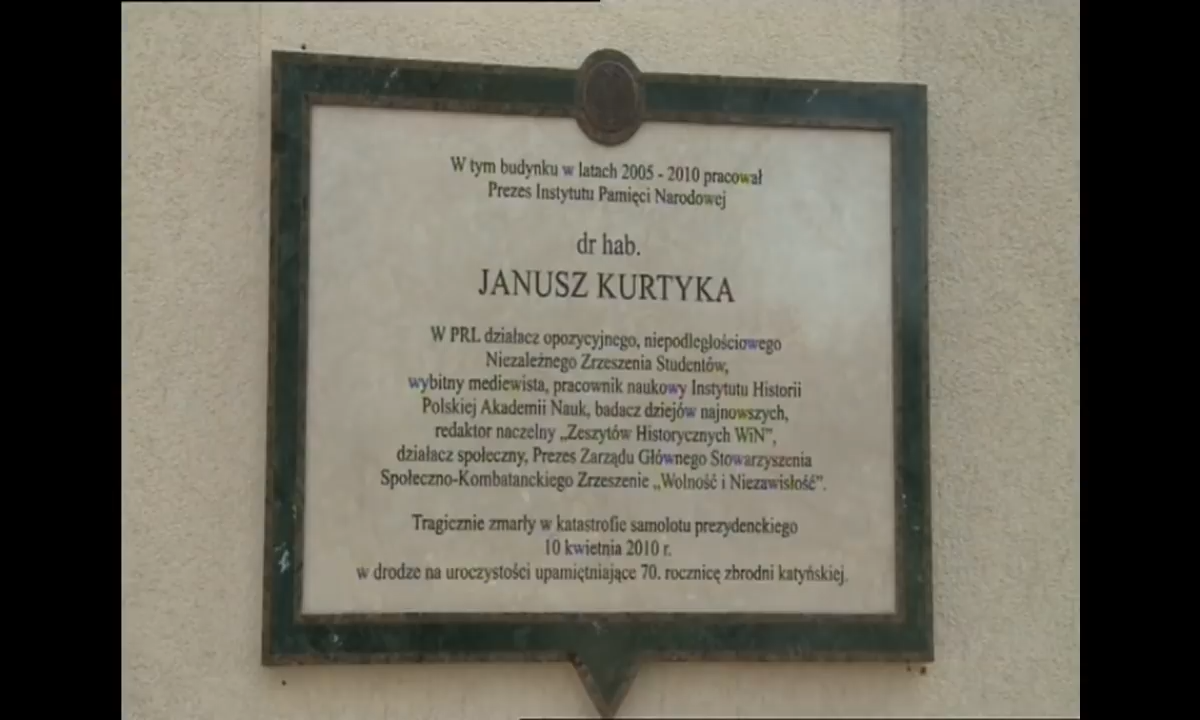 W tym budynku w latach 2005 - 2010 pracował
Prezes Instytutu Pamięci Narodowej
dr hab.
JANUSZ KURTYKA
W PRL działacz opozycyjnego, niepodległościowego
Niezależnego Zrzeszenia Studentów,
wybitny mediewista, pracownik naukowy Instytutu Historii
Polskiej Akademii Nauk, badacz dziejów najnowszych,
redaktor naczelny „Zeszytów Historycznych WiN”,
działacz społeczny, Prezes Zarządu Głównego Stowarzyszenia
Społeczno-Kombatanckiego Zrzeszenie „Wolność i Niezawisłość”.
Tragicznie zmarły w katastrofie samolotu prezydenckiego
10 kwietnia 2010 r.
w drodze na uroczystości upamiętniające 70. rocznicę zbrodni katyńskiej.